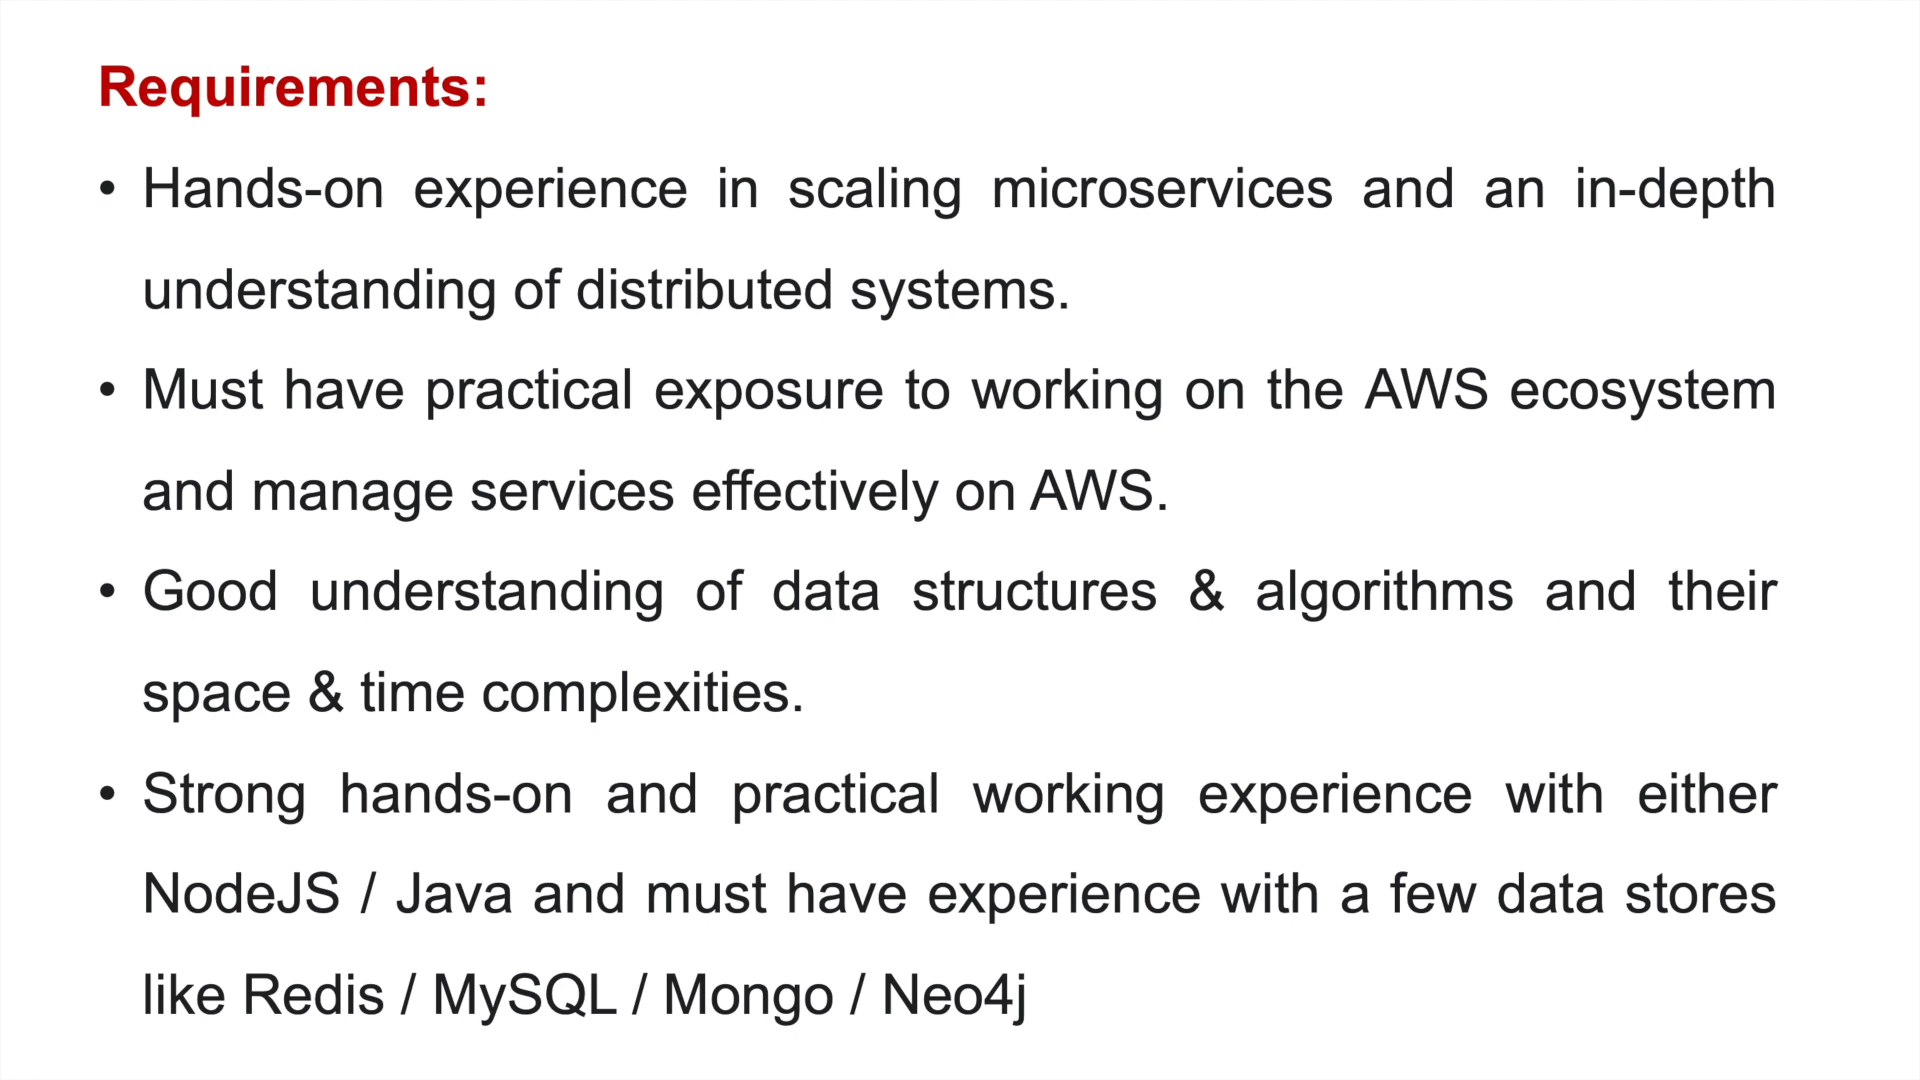 Requirements:
• Hands-on experience in scaling microservices and an in-depth
understanding of distributed systems.
• Must have practical exposure to working on the AWS ecosystem
and manage services effectively on AWS.
• Good understanding of data structures & algorithms and their
space & time complexities.
• Strong hands-on and practical working experience with either
NodeJS / Java and must have experience with a few data stores
like Redis / MySQL / Mongo / Neo4j